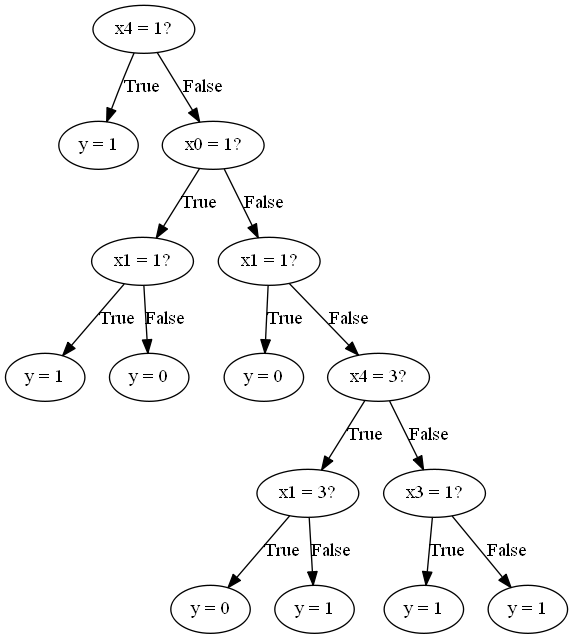 x4 = 1?
True
False
y = 1
x0 = 1?
True
False
x1 = 1?
x1 = 1?
True
False
True
False
y = 1
y = 0
y = 0
x4 = 3?
True
False
x1 = 3?
x3 = 1?
True
False
True
False
y = 0
y = 1
y = 1
y = 1